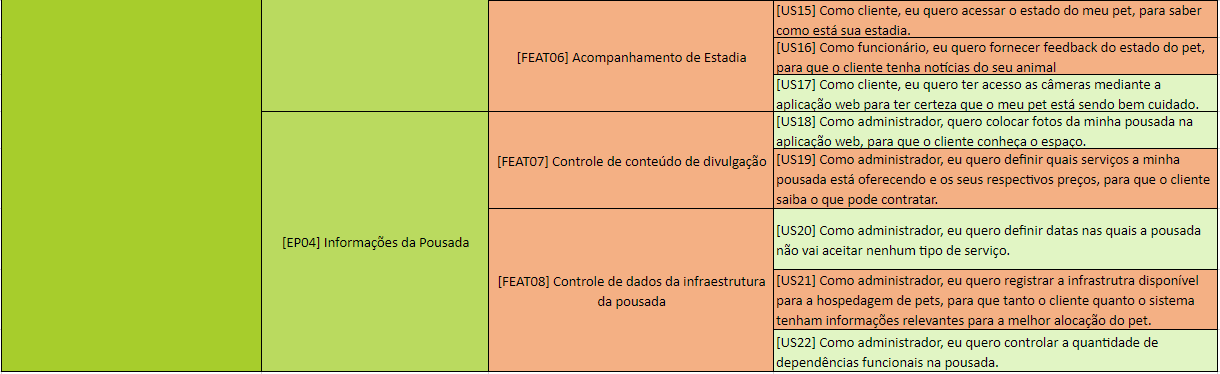 [FEAT06] Acompanhamento de Estadia
[US15] Como cliente, eu quero acessar o estado do meu pet, para saber
como está sua estadia.
[US16] Como funcionário, eu quero fornecer feedback do estado do pet,
para que o cliente tenha notícias do seu animal
[US17] Como cliente, eu quero ter acesso as câmeras mediante a
aplicação web para ter certeza que o meu pet está sendo bem cuidado.
[EP04] Informações da Pousada
[FEAT07] Controle de conteúdo de divulgação
[US18] Como administrador, quero colocar fotos da minha pousada na
aplicação web, para que o cliente conheça o espaço.
[US19] Como administrador, eu quero definir quais serviços a minha
pousada está oferecendo e os seus respectivos preços, para que o cliente
saiba o que pode contratar.
[FEAT08] Controle de dados da infraestrutura
da pousada
[US20] Como administrador, eu quero definir datas nas quais a pousada
não vai aceitar nenhum tipo de serviço.
[US21] Como administrador, eu quero registrar a infrastrutra disponível
para a hospedagem de pets, para que tanto o cliente quanto o sistema
tenham informações relevantes para a melhor alocação do pet.
[US22] Como administrador, eu quero controlar a quantidade de
dependências funcionais na pousada.